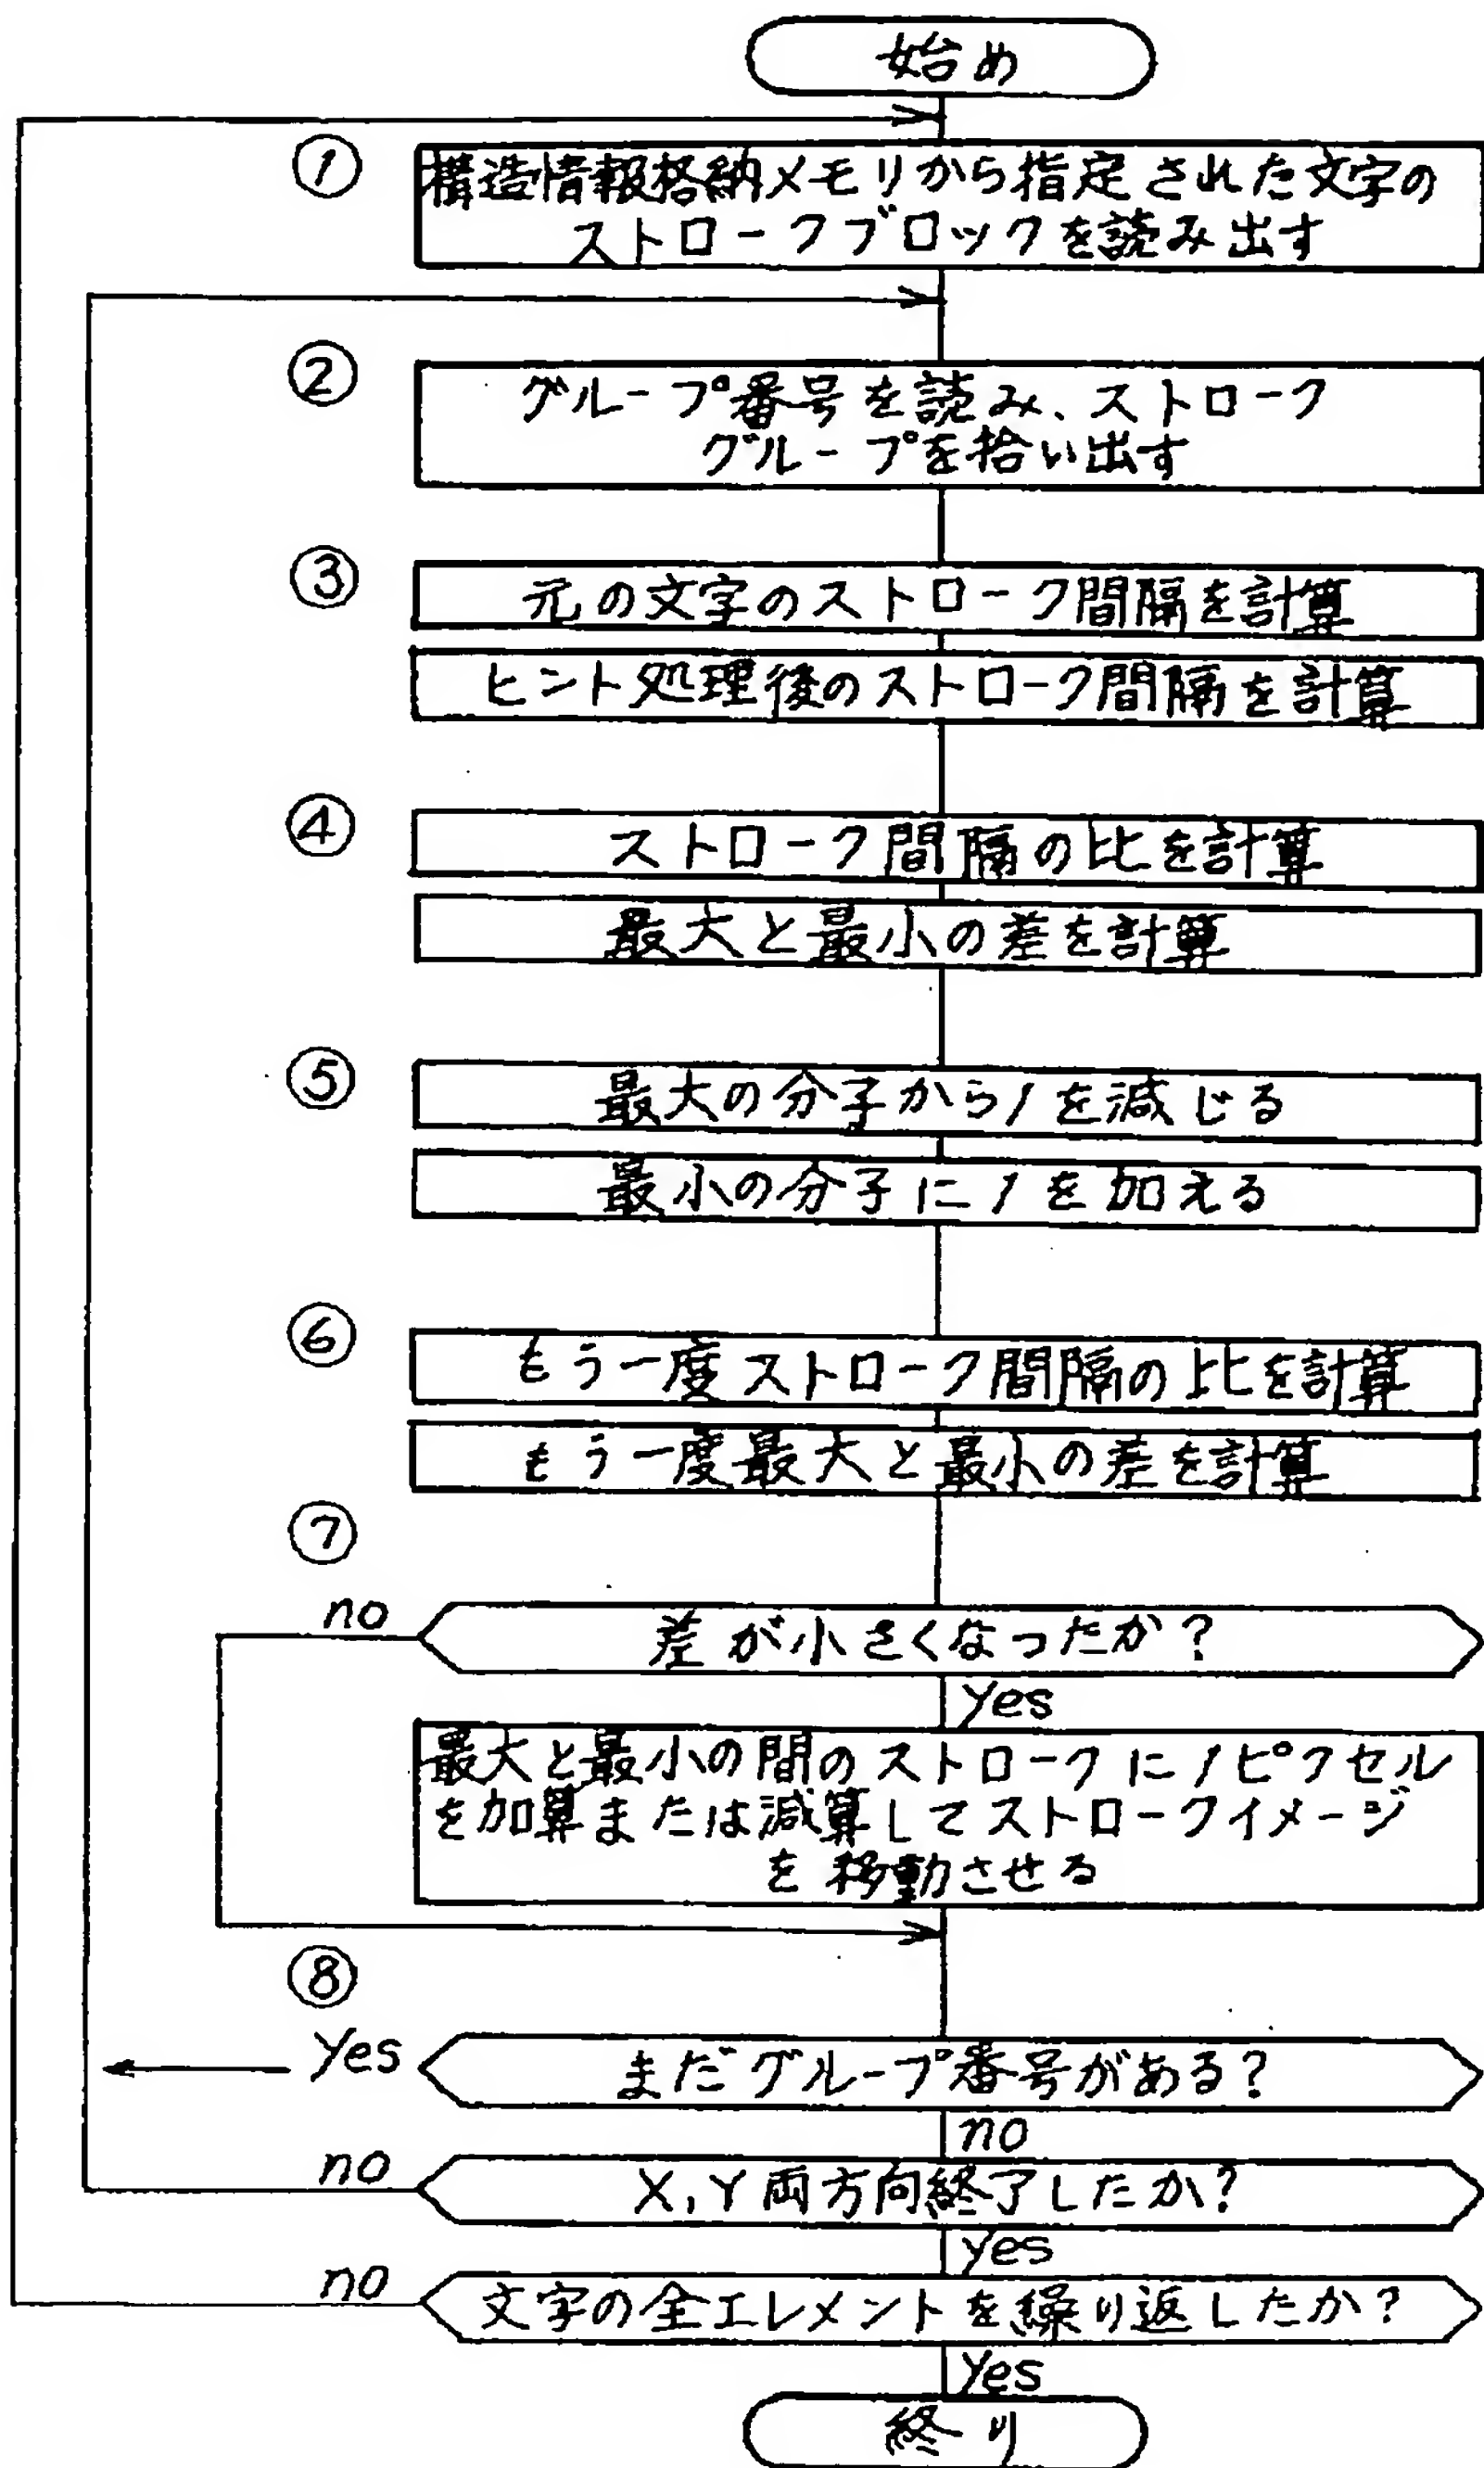 始め
①
構造情報格納メモリから指定された文字の
ストロークブロックを読み出す
②
グループ番号を読み、ストローク
グループを拾い出す
③
元の文字のストローク間隔を計算
ヒント処理後のストローク間隔を計算
④
ストローク間隔の比を計算
最大と最小の差を計算
⑤
最大の分子から1を減じる
最小の分子に1を加える
⑥
もう一度ストローク間隔の比を計算
もう一度最大と最小の差を計算
⑦
no
差が小さくなったか?
Yes
最大と最小の間のストロークに1ピクセル
を加算または減算してストロークイメージ
を移動させる
⑧
Yes
まだグループ番号がある?
no
no
X,Y両方向終了したか?
yes
no
文字の全エレメントを繰り返したか?
Yes
終り